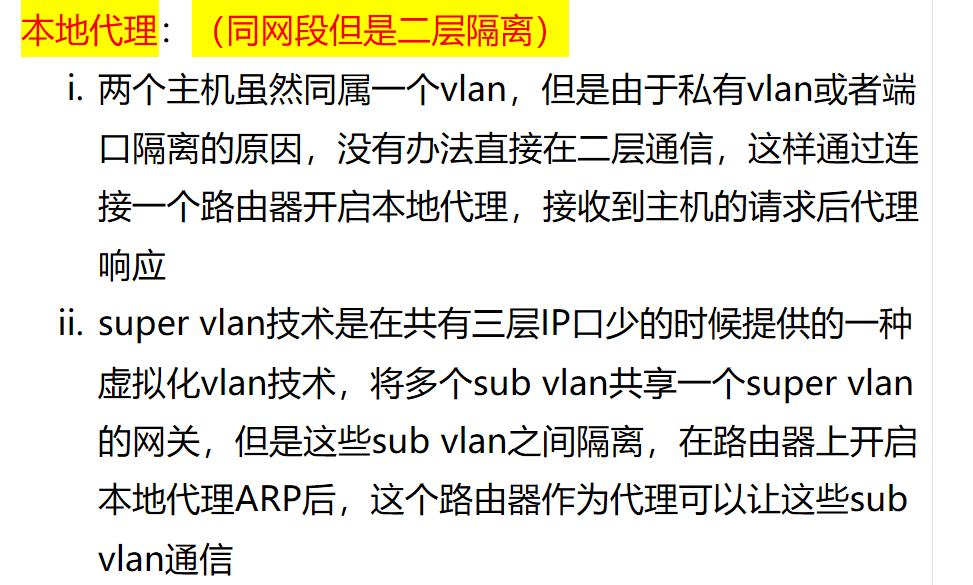 本地代理：（同网段但是二层隔离）
i. 两个主机虽然同属一个vlan，但是由于私有vlan或者端
口隔离的原因，没有办法直接在二层通信，这样通过连
接一个路由器开启本地代理，接收到主机的请求后代理
响应
ii. super vlan技术是在共有三层IP口少的时候提供的一种
虚拟化vlan技术，将多个sub vlan共享一个super vlan
的网关，但是这些sub vlan之间隔离，在路由器上开启
本地代理ARP后，这个路由器作为代理可以让这些sub
vlan通信